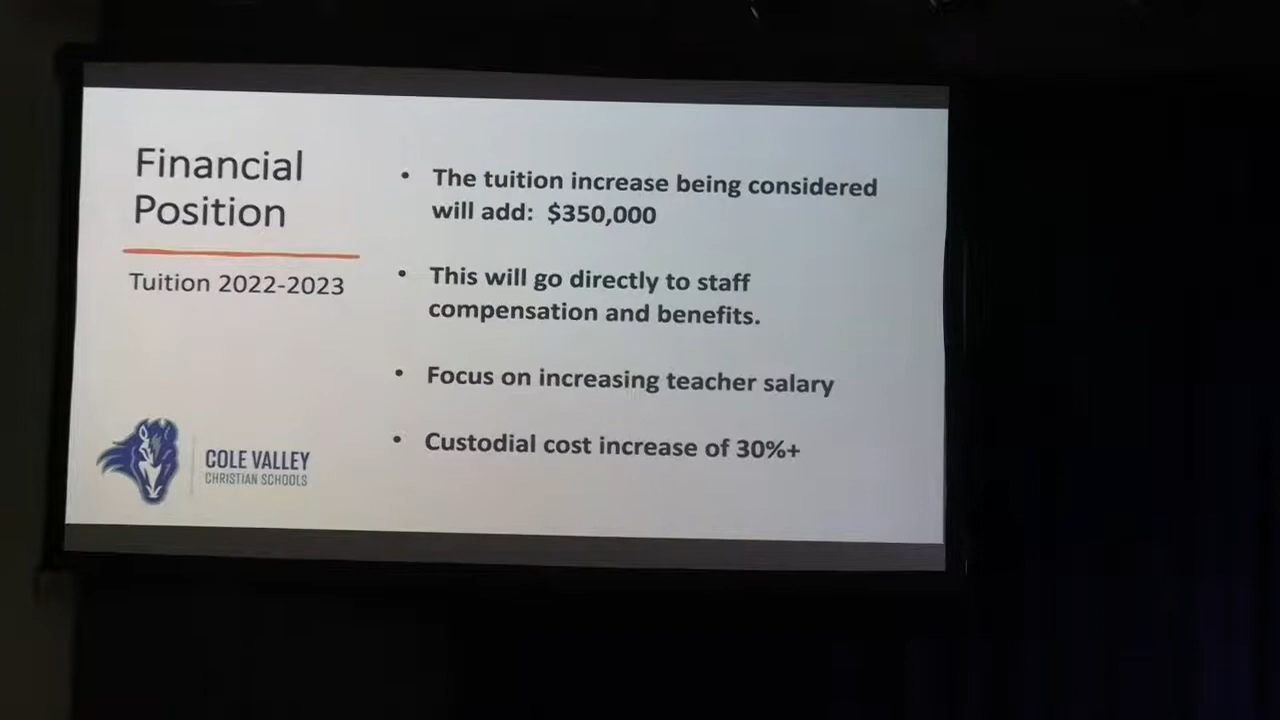 Financial
Position
Tuition 2022-2023
• The tuition increase being considered
will add: $350,000
• This will go directly to staff
compensation and benefits.
• Focus on increasing teacher salary
• Custodial cost increase of 30%+
COLE VALLEY
CHRISTIAN SCHOOLS